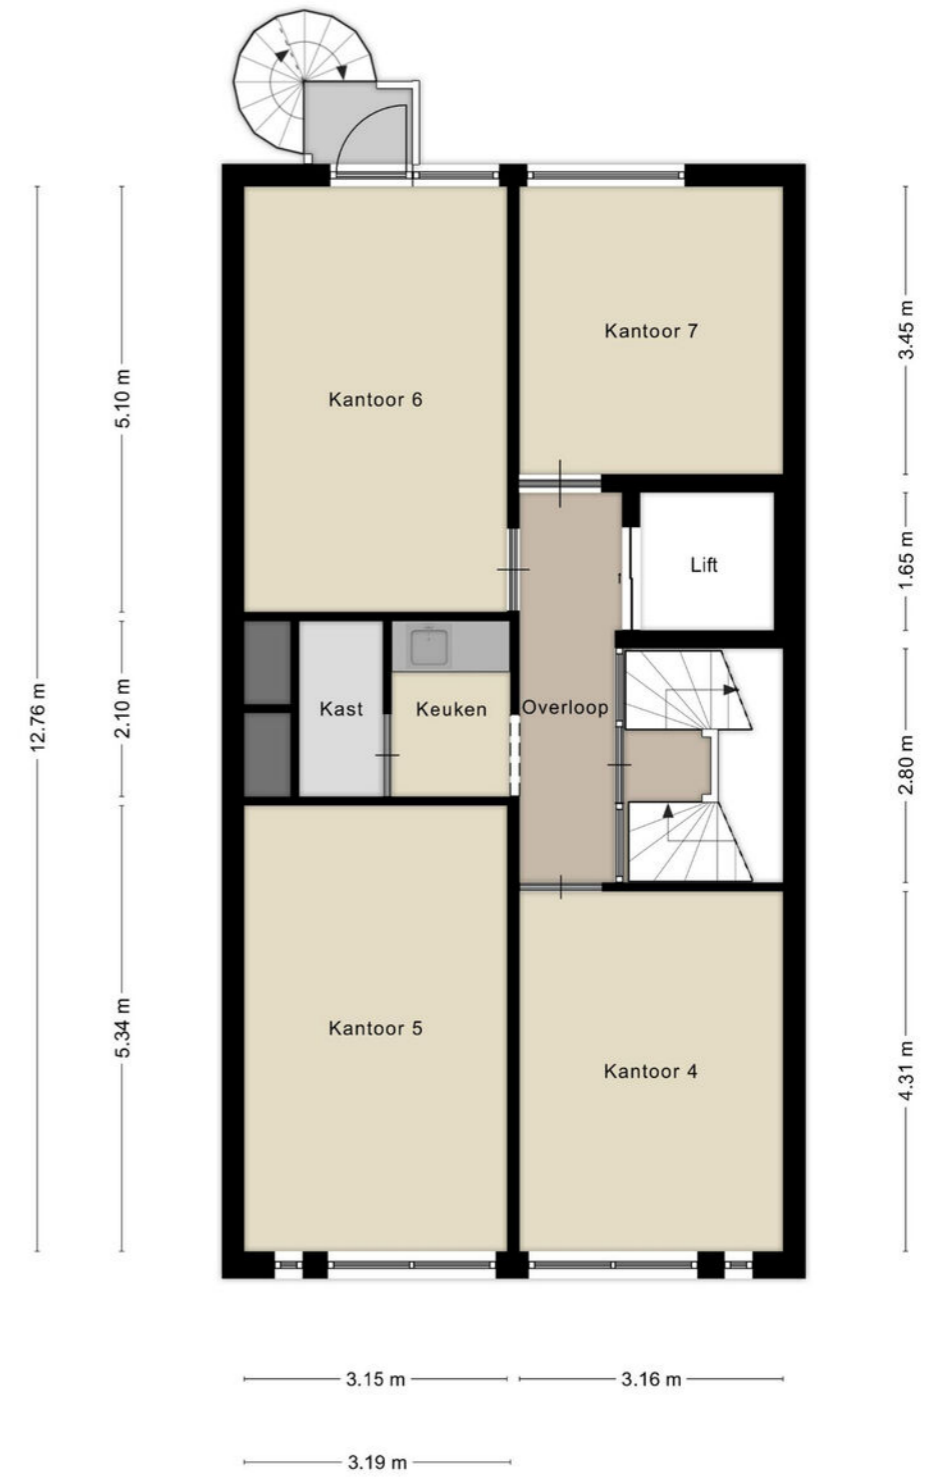 Kantoor 7
Kantoor 6
Lift
Kast
Keuken
Overloop
Kantoor 5
Kantoor 4
12.76 m
5.10 m
2.10 m
5.34 m
3.45 m
1.65 m
2.80 m
4.31 m
3.15 m
3.16 m
3.19 m